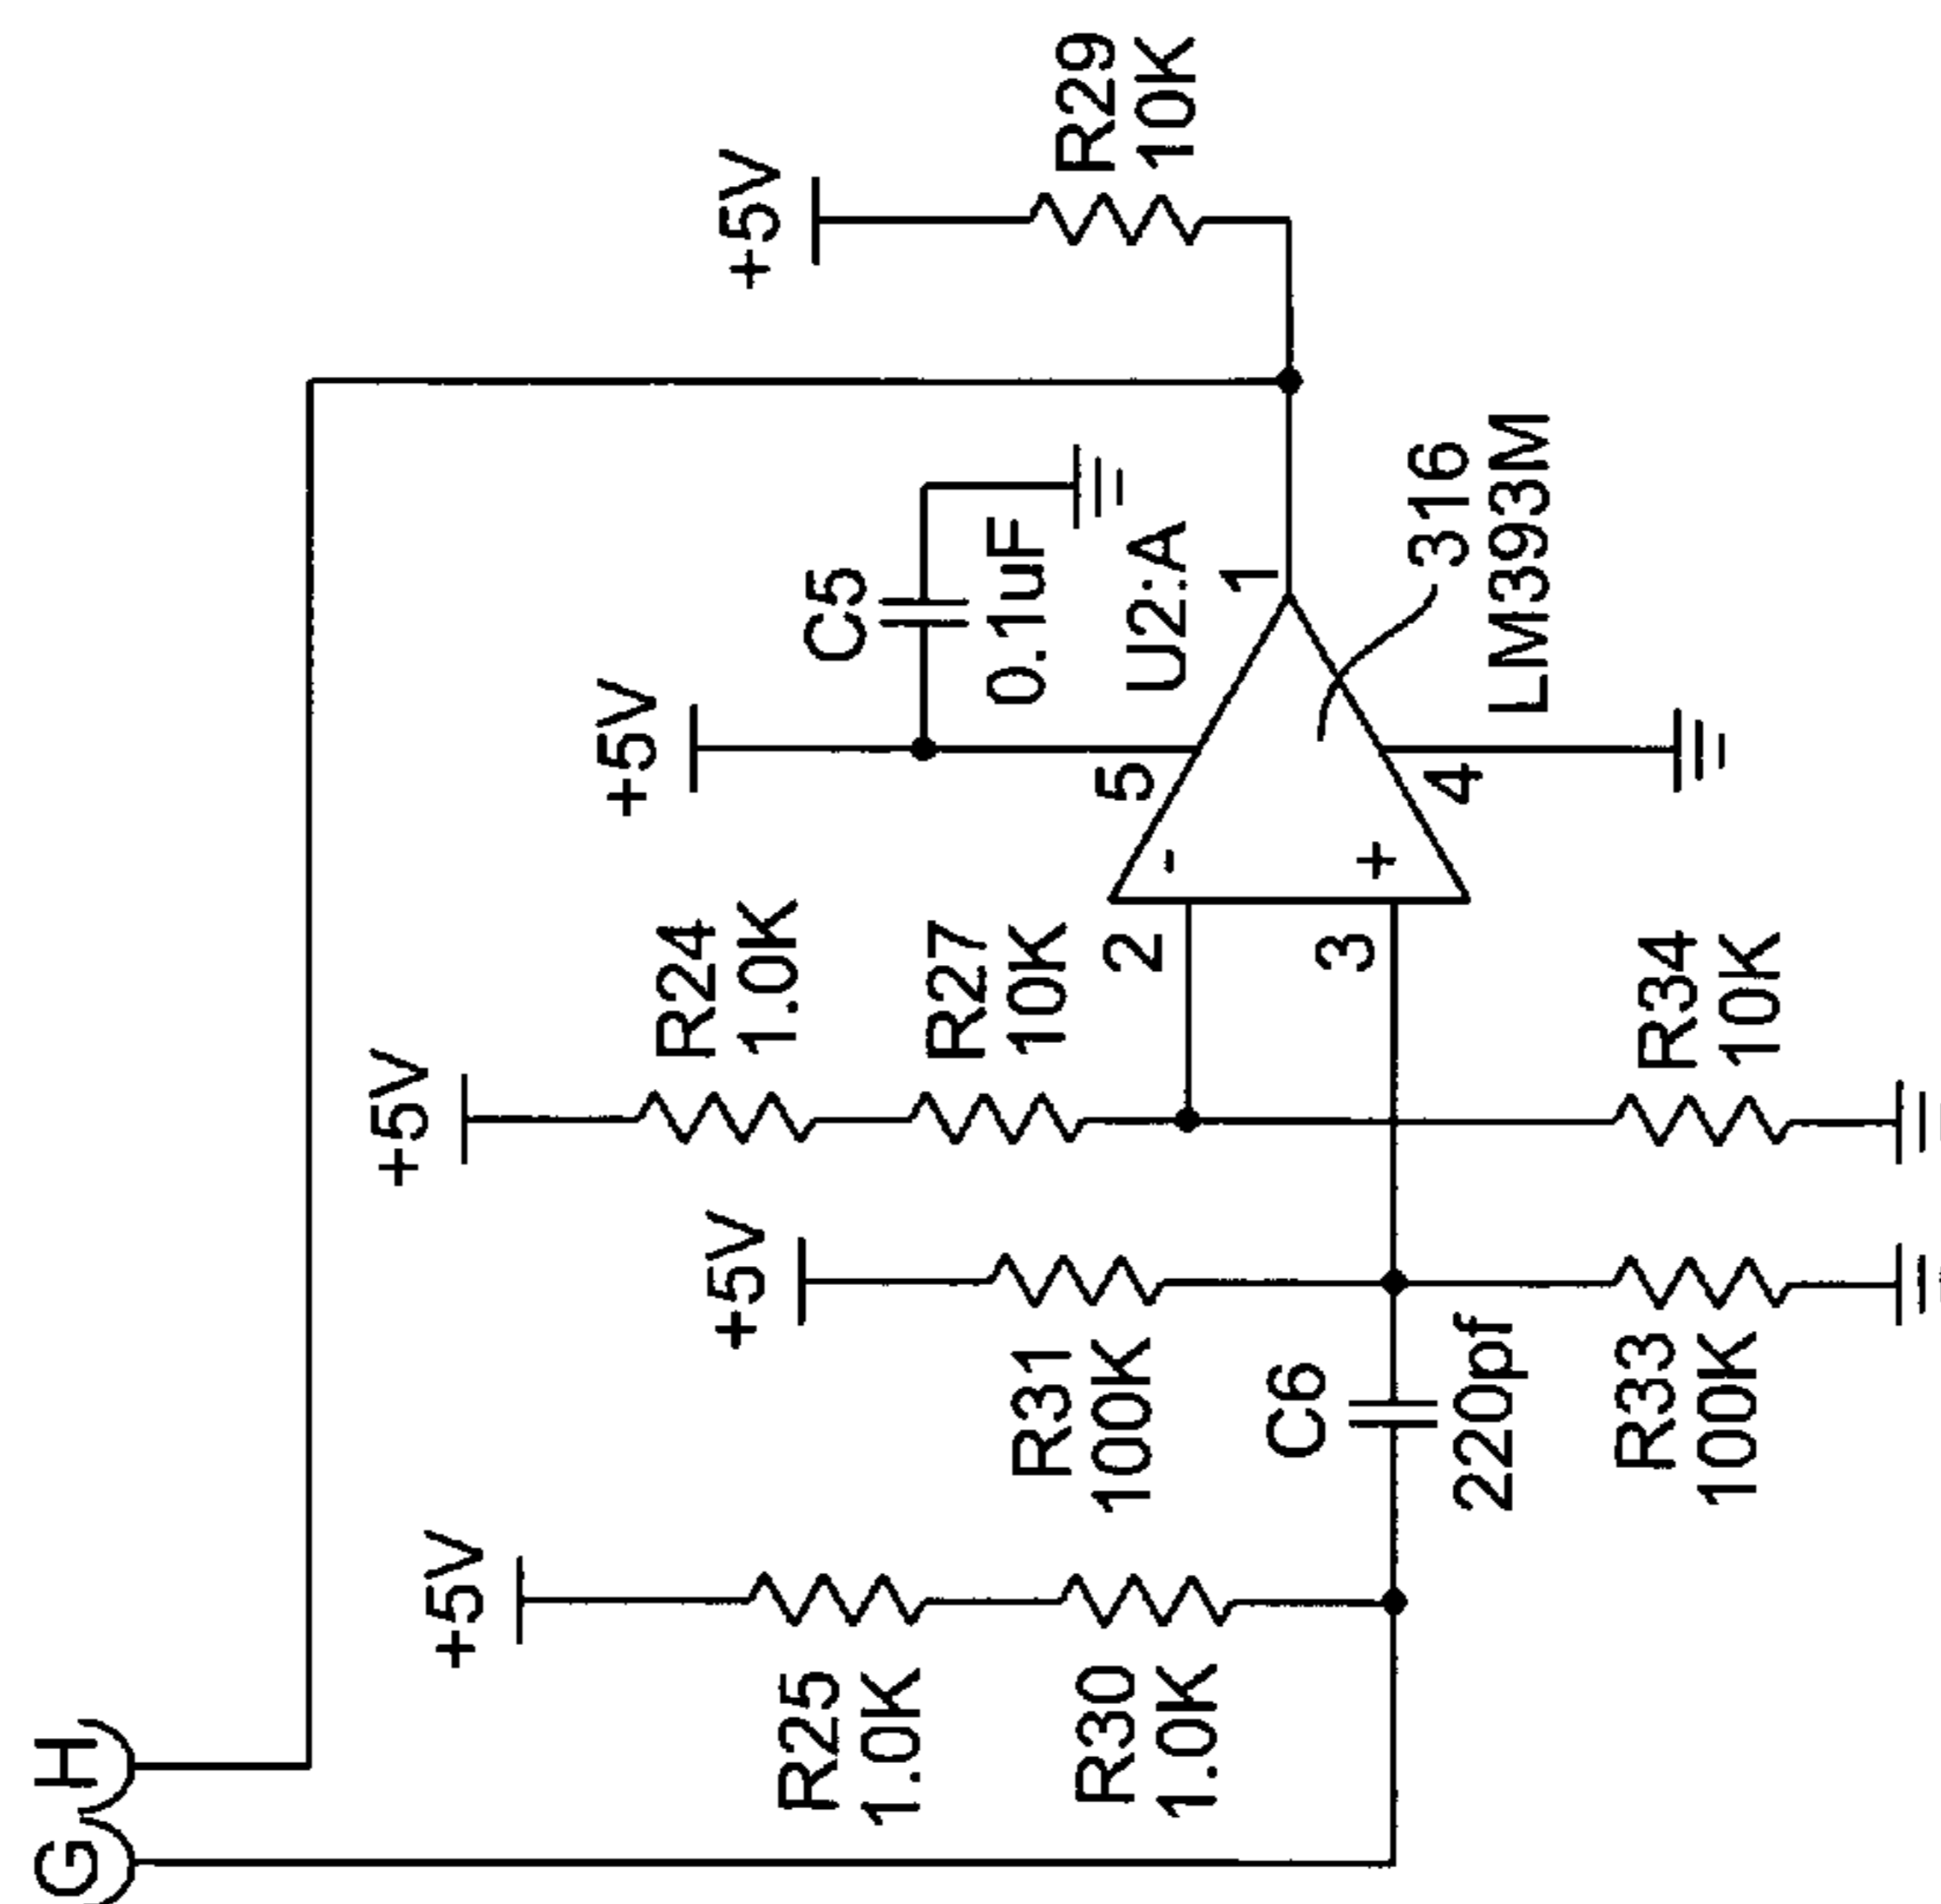 G
H
+5V
R25
1.0K
R30
1.0K
+5V
R31
100K
C6
220pf
R33
100K
+5V
R24
1.0K
R27
10K
R34
10K
2
3
-
+
+5V
5
4
C5
0.1uF
U2:A
1
316
LM393M
+5V
R29
10K